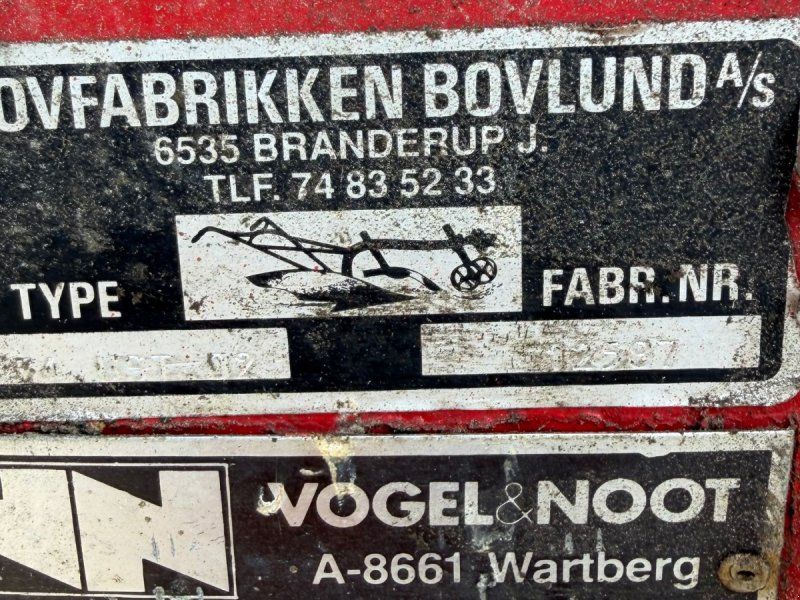 OVFABRIKKEN BOVLUND A/S
6535 BRANDERUP J.
TLF. 74 83 52 33
TYPE
FABR. NR.
VOGEL&NOOT
A-8661 Wartberg